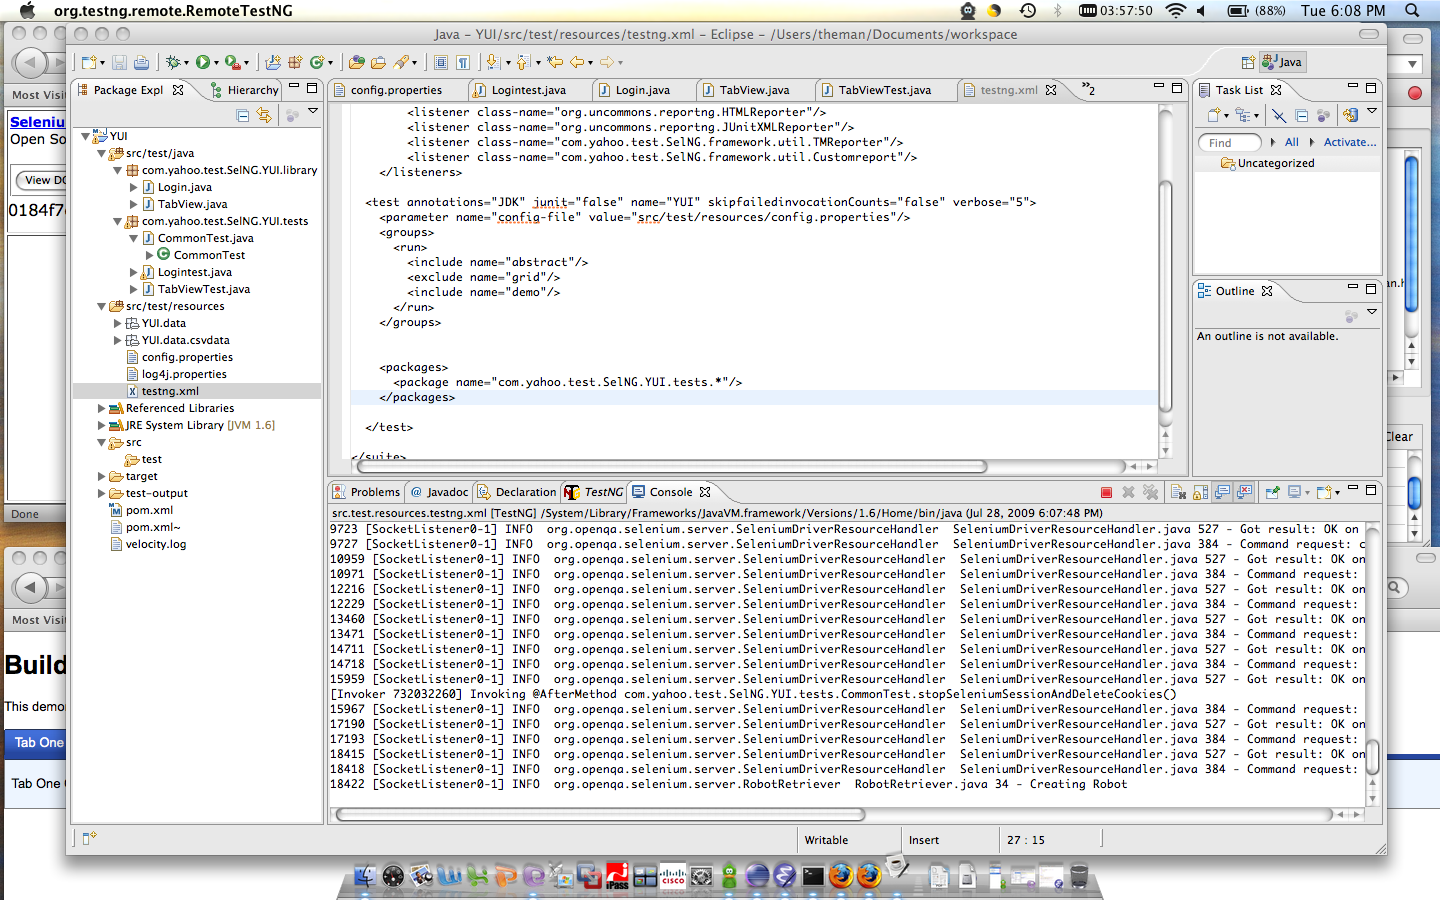 org.testng.remote.RemoteTestNG
03:57:50
(88%)
Tue 6:08 PM
Java – YUI/src/test/resources/testng.xml – Eclipse – /Users/theman/Documents/workspace
Java
Most Visi
Seleniu
Open So
View DO
0184f7
Done
Most Visi
Build
This demo
Tab One
Tab One
Package Expl
Hierarchy
YUI
src/test/java
com.yahoo.test.SelNG.YUI.library
Login.java
TabView.java
com.yahoo.test.SelNG.YUI.tests
CommonTest.java
CommonTest
Logintest.java
TabViewTest.java
src/test/resources
YUI.data
YUI.data.csvdata
config.properties
log4j.properties
testng.xml
Referenced Libraries
JRE System Library [JVM 1.6]
src
test
target
test-output
pom.xml
pom.xml~
velocity.log
config.properties
Logintest.java
Login.java
TabView.java
TabViewTest.java
testng.xml
»2
<listener class-name="org.uncommons.reportng.HTMLReporter"/>
<listener class-name="org.uncommons.reportng.JUnitXMLReporter"/>
<listener class-name="com.yahoo.test.SelNG.framework.util.TMReporter"/>
<listener class-name="com.yahoo.test.SelNG.framework.util.Customreport"/>
</listeners>
<test annotations="JDK" junit="false" name="YUI" skipfailedinvocationCounts="false" verbose="5">
<parameter name="config-file" value="src/test/resources/config.properties"/>
<groups>
<run>
<include name="abstract"/>
<exclude name="grid"/>
<include name="demo"/>
</run>
</groups>
<packages>
<package name="com.yahoo.test.SelNG.YUI.tests.*"/>
</packages>
</test>
</suite>
Task List
Find
All
Activate...
Uncategorized
Outline
An outline is not available.
an.h
Clear
Problems
@ Javadoc
Declaration
TestNG
Console
src.test.resources.testng.xml [TestNG] /System/Library/Frameworks/JavaVM.framework/Versions/1.6/Home/bin/java (Jul 28, 2009 6:07:48 PM)
9723 [SocketListener0-1] INFO org.openqa.selenium.server.SeleniumDriverResourceHandler SeleniumDriverResourceHandler.java 527 - Got result: OK on
9727 [SocketListener0-1] INFO org.openqa.selenium.server.SeleniumDriverResourceHandler SeleniumDriverResourceHandler.java 384 - Command request: c
10959 [SocketListener0-1] INFO org.openqa.selenium.server.SeleniumDriverResourceHandler SeleniumDriverResourceHandler.java 527 - Got result: OK on
10971 [SocketListener0-1] INFO org.openqa.selenium.server.SeleniumDriverResourceHandler SeleniumDriverResourceHandler.java 384 - Command request:
12216 [SocketListener0-1] INFO org.openqa.selenium.server.SeleniumDriverResourceHandler SeleniumDriverResourceHandler.java 527 - Got result: OK on
12229 [SocketListener0-1] INFO org.openqa.selenium.server.SeleniumDriverResourceHandler SeleniumDriverResourceHandler.java 384 - Command request:
13460 [SocketListener0-1] INFO org.openqa.selenium.server.SeleniumDriverResourceHandler SeleniumDriverResourceHandler.java 527 - Got result: OK on
13471 [SocketListener0-1] INFO org.openqa.selenium.server.SeleniumDriverResourceHandler SeleniumDriverResourceHandler.java 384 - Command request:
14711 [SocketListener0-1] INFO org.openqa.selenium.server.SeleniumDriverResourceHandler SeleniumDriverResourceHandler.java 527 - Got result: OK on
14718 [SocketListener0-1] INFO org.openqa.selenium.server.SeleniumDriverResourceHandler SeleniumDriverResourceHandler.java 384 - Command request:
15959 [SocketListener0-1] INFO org.openqa.selenium.server.SeleniumDriverResourceHandler SeleniumDriverResourceHandler.java 527 - Got result: OK on
[Invoker 732032260] Invoking @AfterMethod com.yahoo.test.SelNG.YUI.tests.CommonTest.stopSeleniumSessionAndDeleteCookies()
15967 [SocketListener0-1] INFO org.openqa.selenium.server.SeleniumDriverResourceHandler SeleniumDriverResourceHandler.java 384 - Command request:
17190 [SocketListener0-1] INFO org.openqa.selenium.server.SeleniumDriverResourceHandler SeleniumDriverResourceHandler.java 527 - Got result: OK on
17193 [SocketListener0-1] INFO org.openqa.selenium.server.SeleniumDriverResourceHandler SeleniumDriverResourceHandler.java 384 - Command request:
18415 [SocketListener0-1] INFO org.openqa.selenium.server.SeleniumDriverResourceHandler SeleniumDriverResourceHandler.java 527 - Got result: OK on
18418 [SocketListener0-1] INFO org.openqa.selenium.server.SeleniumDriverResourceHandler SeleniumDriverResourceHandler.java 384 - Command request:
18422 [SocketListener0-1] INFO org.openqa.selenium.server.RobotRetriever RobotRetriever.java 34 - Creating Robot
Writable
Insert
27 : 15
iPass
CISCO